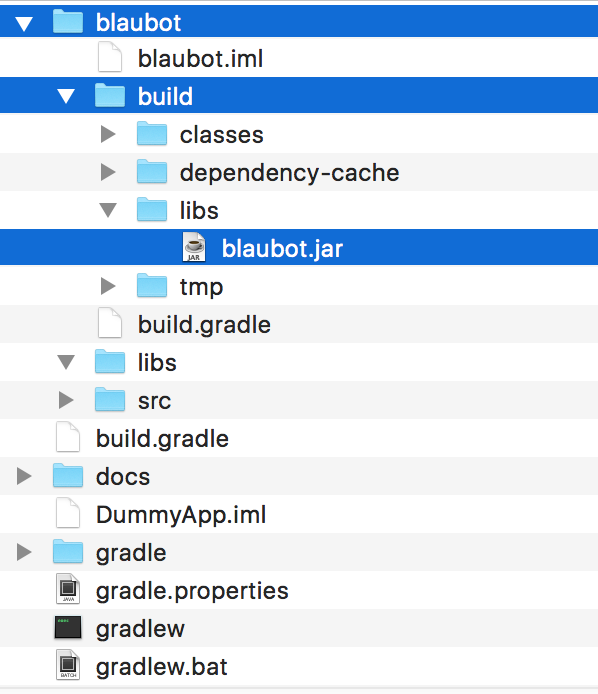 blaubot
blaubot.iml
build
classes
dependency-cache
libs
JAR
blaubot.jar
tmp
build.gradle
libs
src
build.gradle
docs
DummyApp.iml
gradle
JAVA
gradle.properties
exec
gradlew
BATCH
gradlew.bat